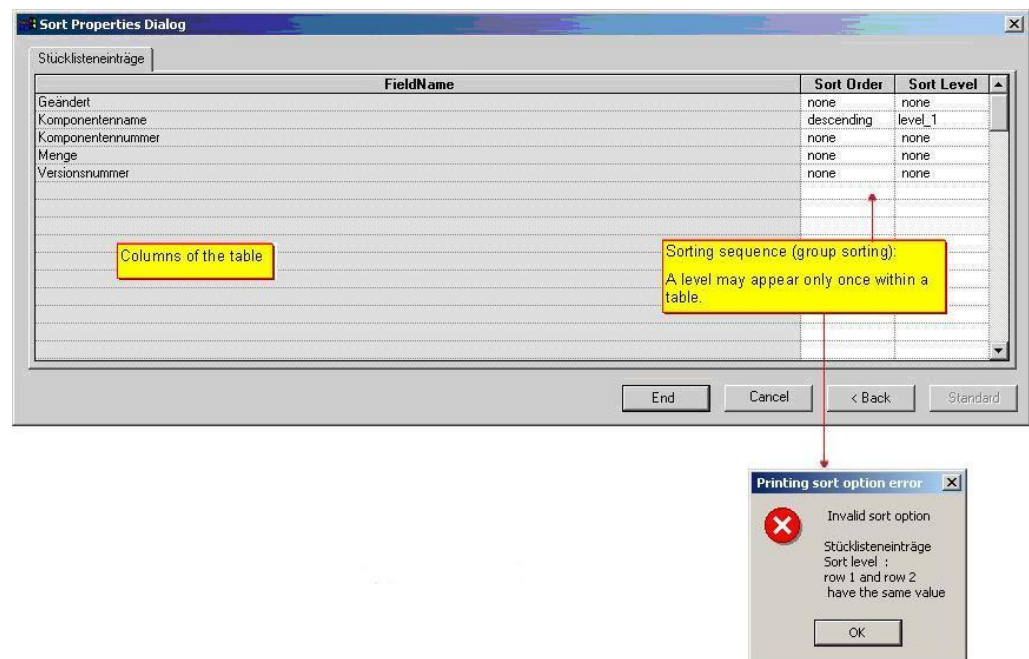 Sort Properties Dialog
Stücklisteneinträge
FieldName Sort Order Sort Level
Geändert none none
Komponentenname descending level_1
Komponentennummer none none
Menge none none
Versionsnummer none none
Columns of the table
Sorting sequence (group sorting):
A level may appear only once within a
table.
End Cancel < Back Standard
Printing sort option error
Invalid sort option
Stücklisteneinträge
Sort level :
row 1 and row 2
have the same value
OK